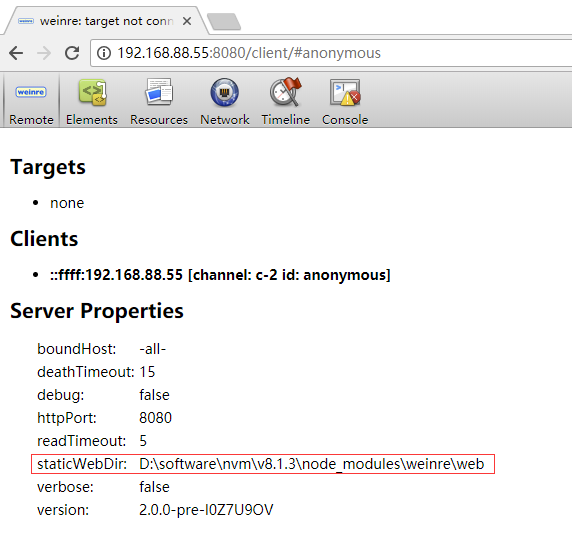 weinre: target not conn
192.168.88.55:8080/client/#anonymous
weinre
Remote Elements Resources Network Timeline Console
Targets
none
Clients
::ffff:192.168.88.55 [channel: c-2 id: anonymous]
Server Properties
boundHost: -all-
deathTimeout: 15
debug: false
httpPort: 8080
readTimeout: 5
staticWebDir: D:\software\nvm\v8.1.3\node_modules\weinre\web
verbose: false
version: 2.0.0-pre-I0Z7U9OV